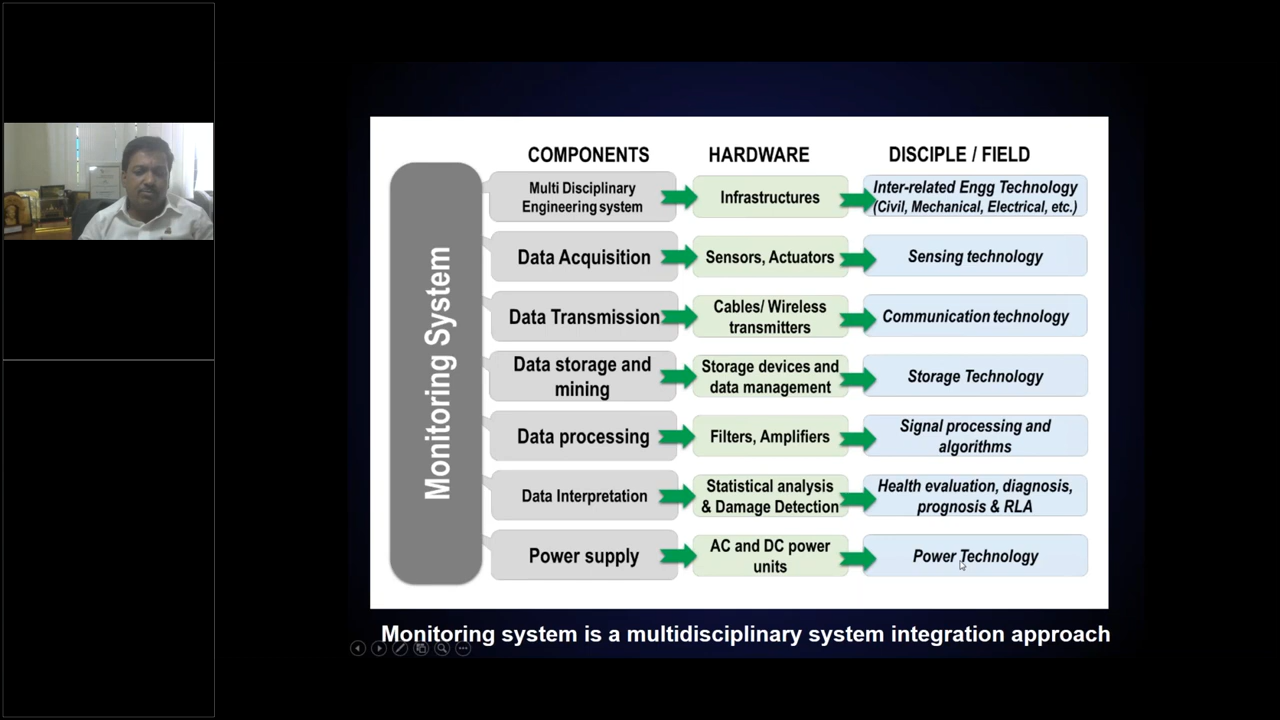 COMPONENTS HARDWARE DISCIPLE / FIELD
Monitoring System
Multi Disciplinary
Engineering system
Infrastructures
Inter-related Engg Technology
(Civil, Mechanical, Electrical, etc.)
Data Acquisition
Sensors, Actuators
Sensing technology
Data Transmission
Cables/ Wireless
transmitters
Communication technology
Data storage and
mining
Storage devices and
data management
Storage Technology
Data processing
Filters, Amplifiers
Signal processing and
algorithms
Data Interpretation
Statistical analysis
& Damage Detection
Health evaluation, diagnosis,
prognosis & RLA
Power supply
AC and DC power
units
Power Technology
Monitoring system is a multidisciplinary system integration approach